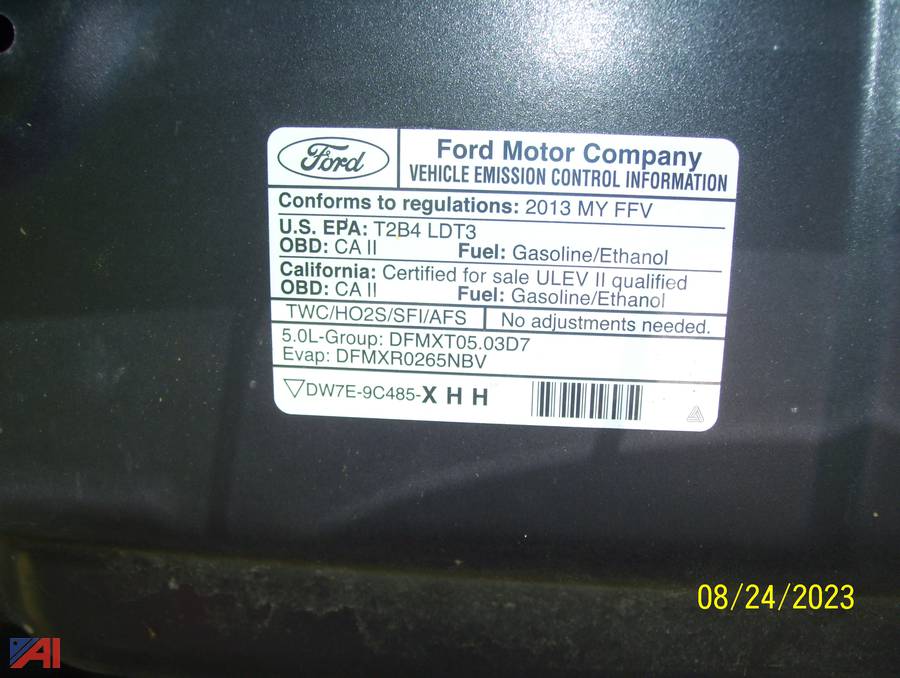 Ford
Ford Motor Company
VEHICLE EMISSION CONTROL INFORMATION
Conforms to regulations: 2013 MY FFV
U.S. EPA: T2B4 LDT3
OBD: CA II Fuel: Gasoline/Ethanol
California: Certified for sale ULEV II qualified
OBD: CA II Fuel: Gasoline/Ethanol
TWC/HO2S/SFI/AFS No adjustments needed.
5.0L-Group: DFMXT05.03D7
Evap: DFMXR0265NBV
▽DW7E-9C485-X H H
08/24/2023
AI